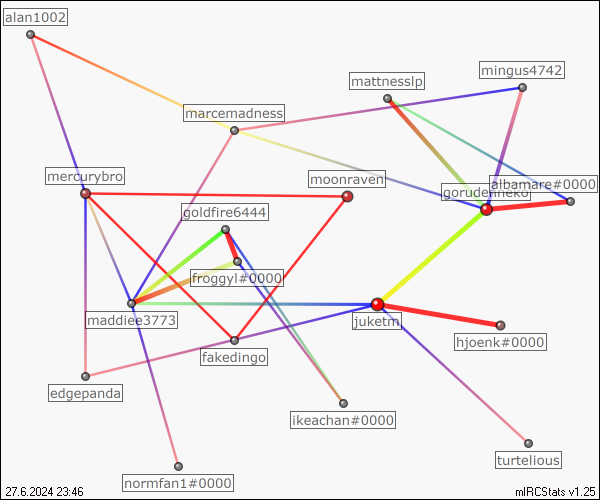 alan1002
mingus4742
mattnesslp
marcemadness
mercurybro
moonraven
albamare#0000
goldfire6444
froggyl#0000
maddiee3773
juketm
hjoenk#0000
fakedingo
edgepanda
ikeachan#0000
turtelious
normfan1#0000
27.6.2024 23:46
mIRCStats v1.25